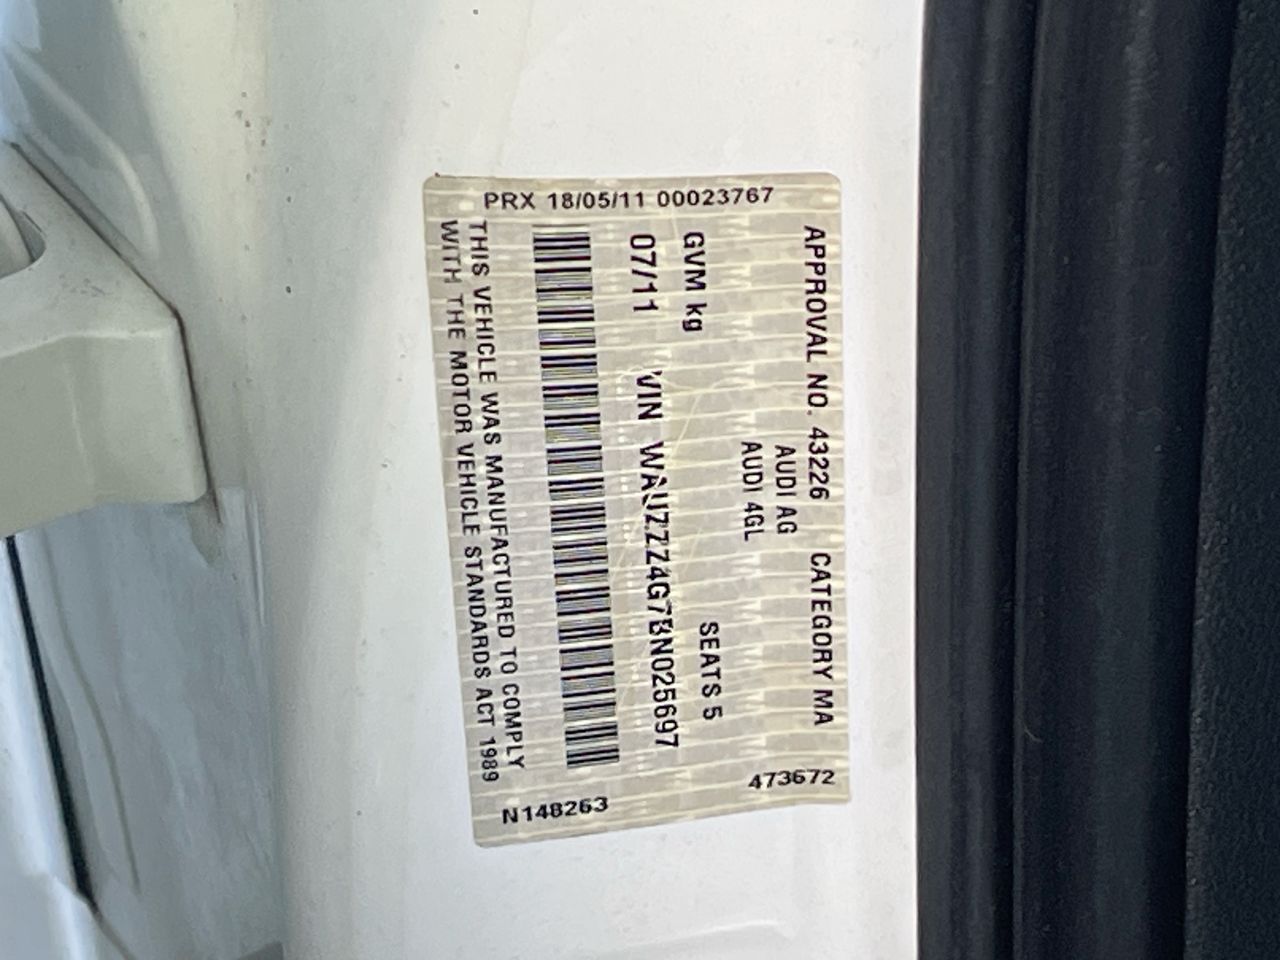 PRX 18/05/11 00023767
APPROVAL NO. 43226 CATEGORY MA
AUDI AG
AUDI 4GL
GVM kg SEATS 5
07/11 VIN WAUZZZ4G7BN025697
THIS VEHICLE WAS MANUFACTURED TO COMPLY
WITH THE MOTOR VEHICLE STANDARDS ACT 1989
473672
N148263